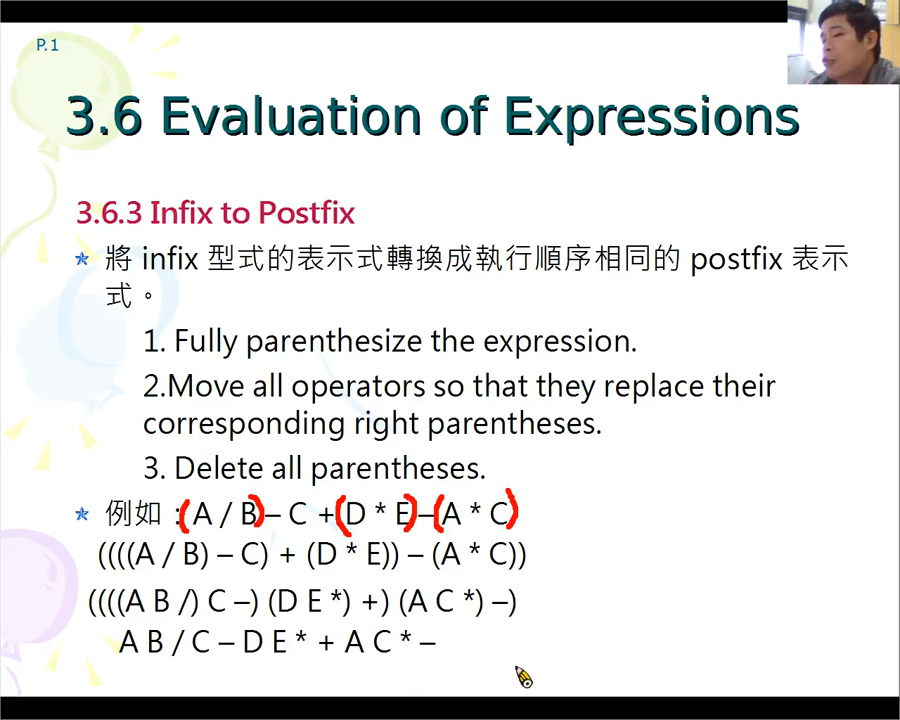 P.1
3.6 Evaluation of Expressions
3.6.3 Infix to Postfix
將 infix 型式的表示式轉換成執行順序相同的 postfix 表示
式。
1. Fully parenthesize the expression.
2.Move all operators so that they replace their
corresponding right parentheses.
3. Delete all parentheses.
例如 : (A / B) – C + (D * E) – (A * C)
((((A / B) – C) + (D * E)) – (A * C))
((((A B /) C –) (D E *) +) (A C *) –)
A B / C – D E * + A C * –